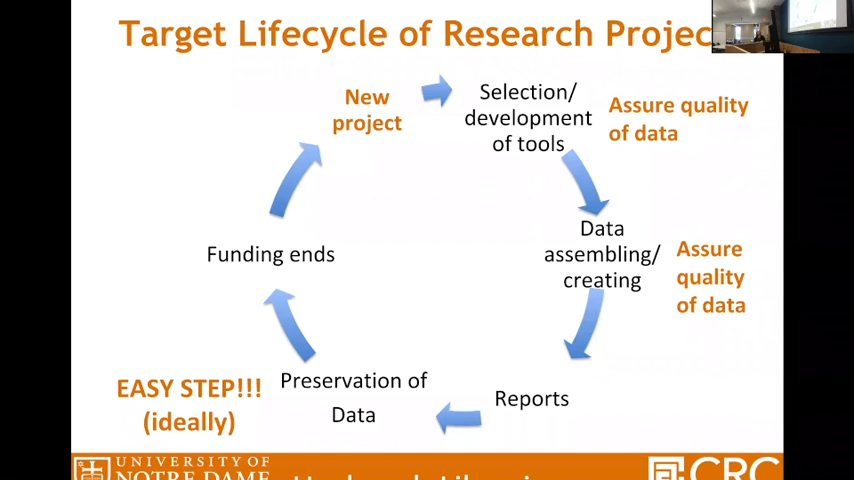 Target Lifecycle of Research
New
project
Selection/
development
of tools
Assure quality
of data
Data
assembling/
creating
Assure
quality
of data
Funding ends
Preservation of
Data
Reports
EASY STEP!!!
(ideally)
UNIVERSITY OF
NOTRE DAME
CRC